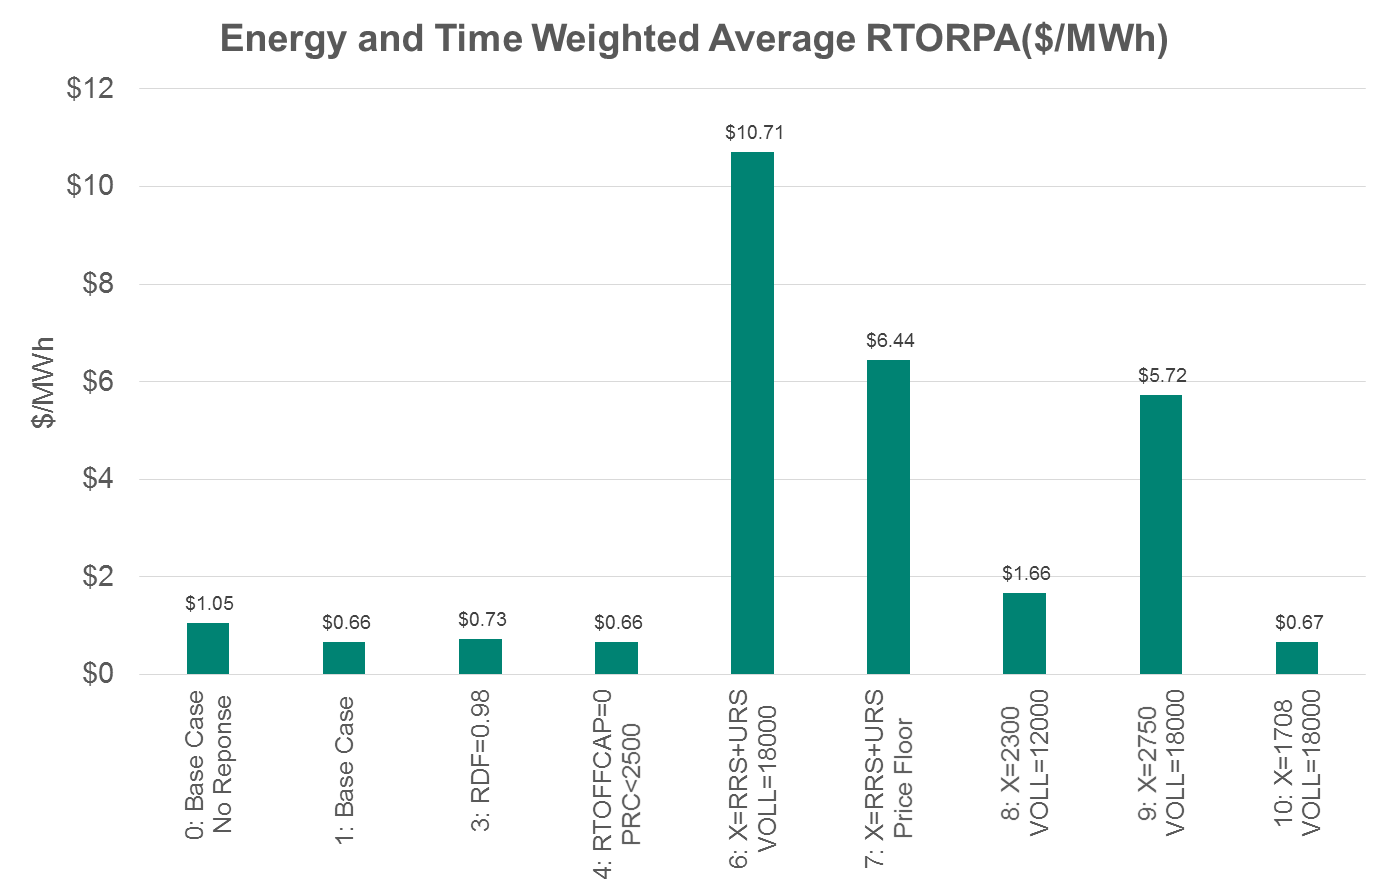 Energy and Time Weighted Average RTORPA($/MWh)
$/MWh
$12
$10
$8
$6
$4
$2
$0
$1.05
$0.66
$0.73
$0.66
$10.71
$6.44
$1.66
$5.72
$0.67
0: Base Case
No Reponse
1: Base Case
3: RDF=0.98
4: RTOFFCAP=0
PRC<2500
6: X=RRS+URS
VOLL=18000
7: X=RRS+URS
Price Floor
8: X=2300
VOLL=12000
9: X=2750
VOLL=18000
10: X=1708
VOLL=18000